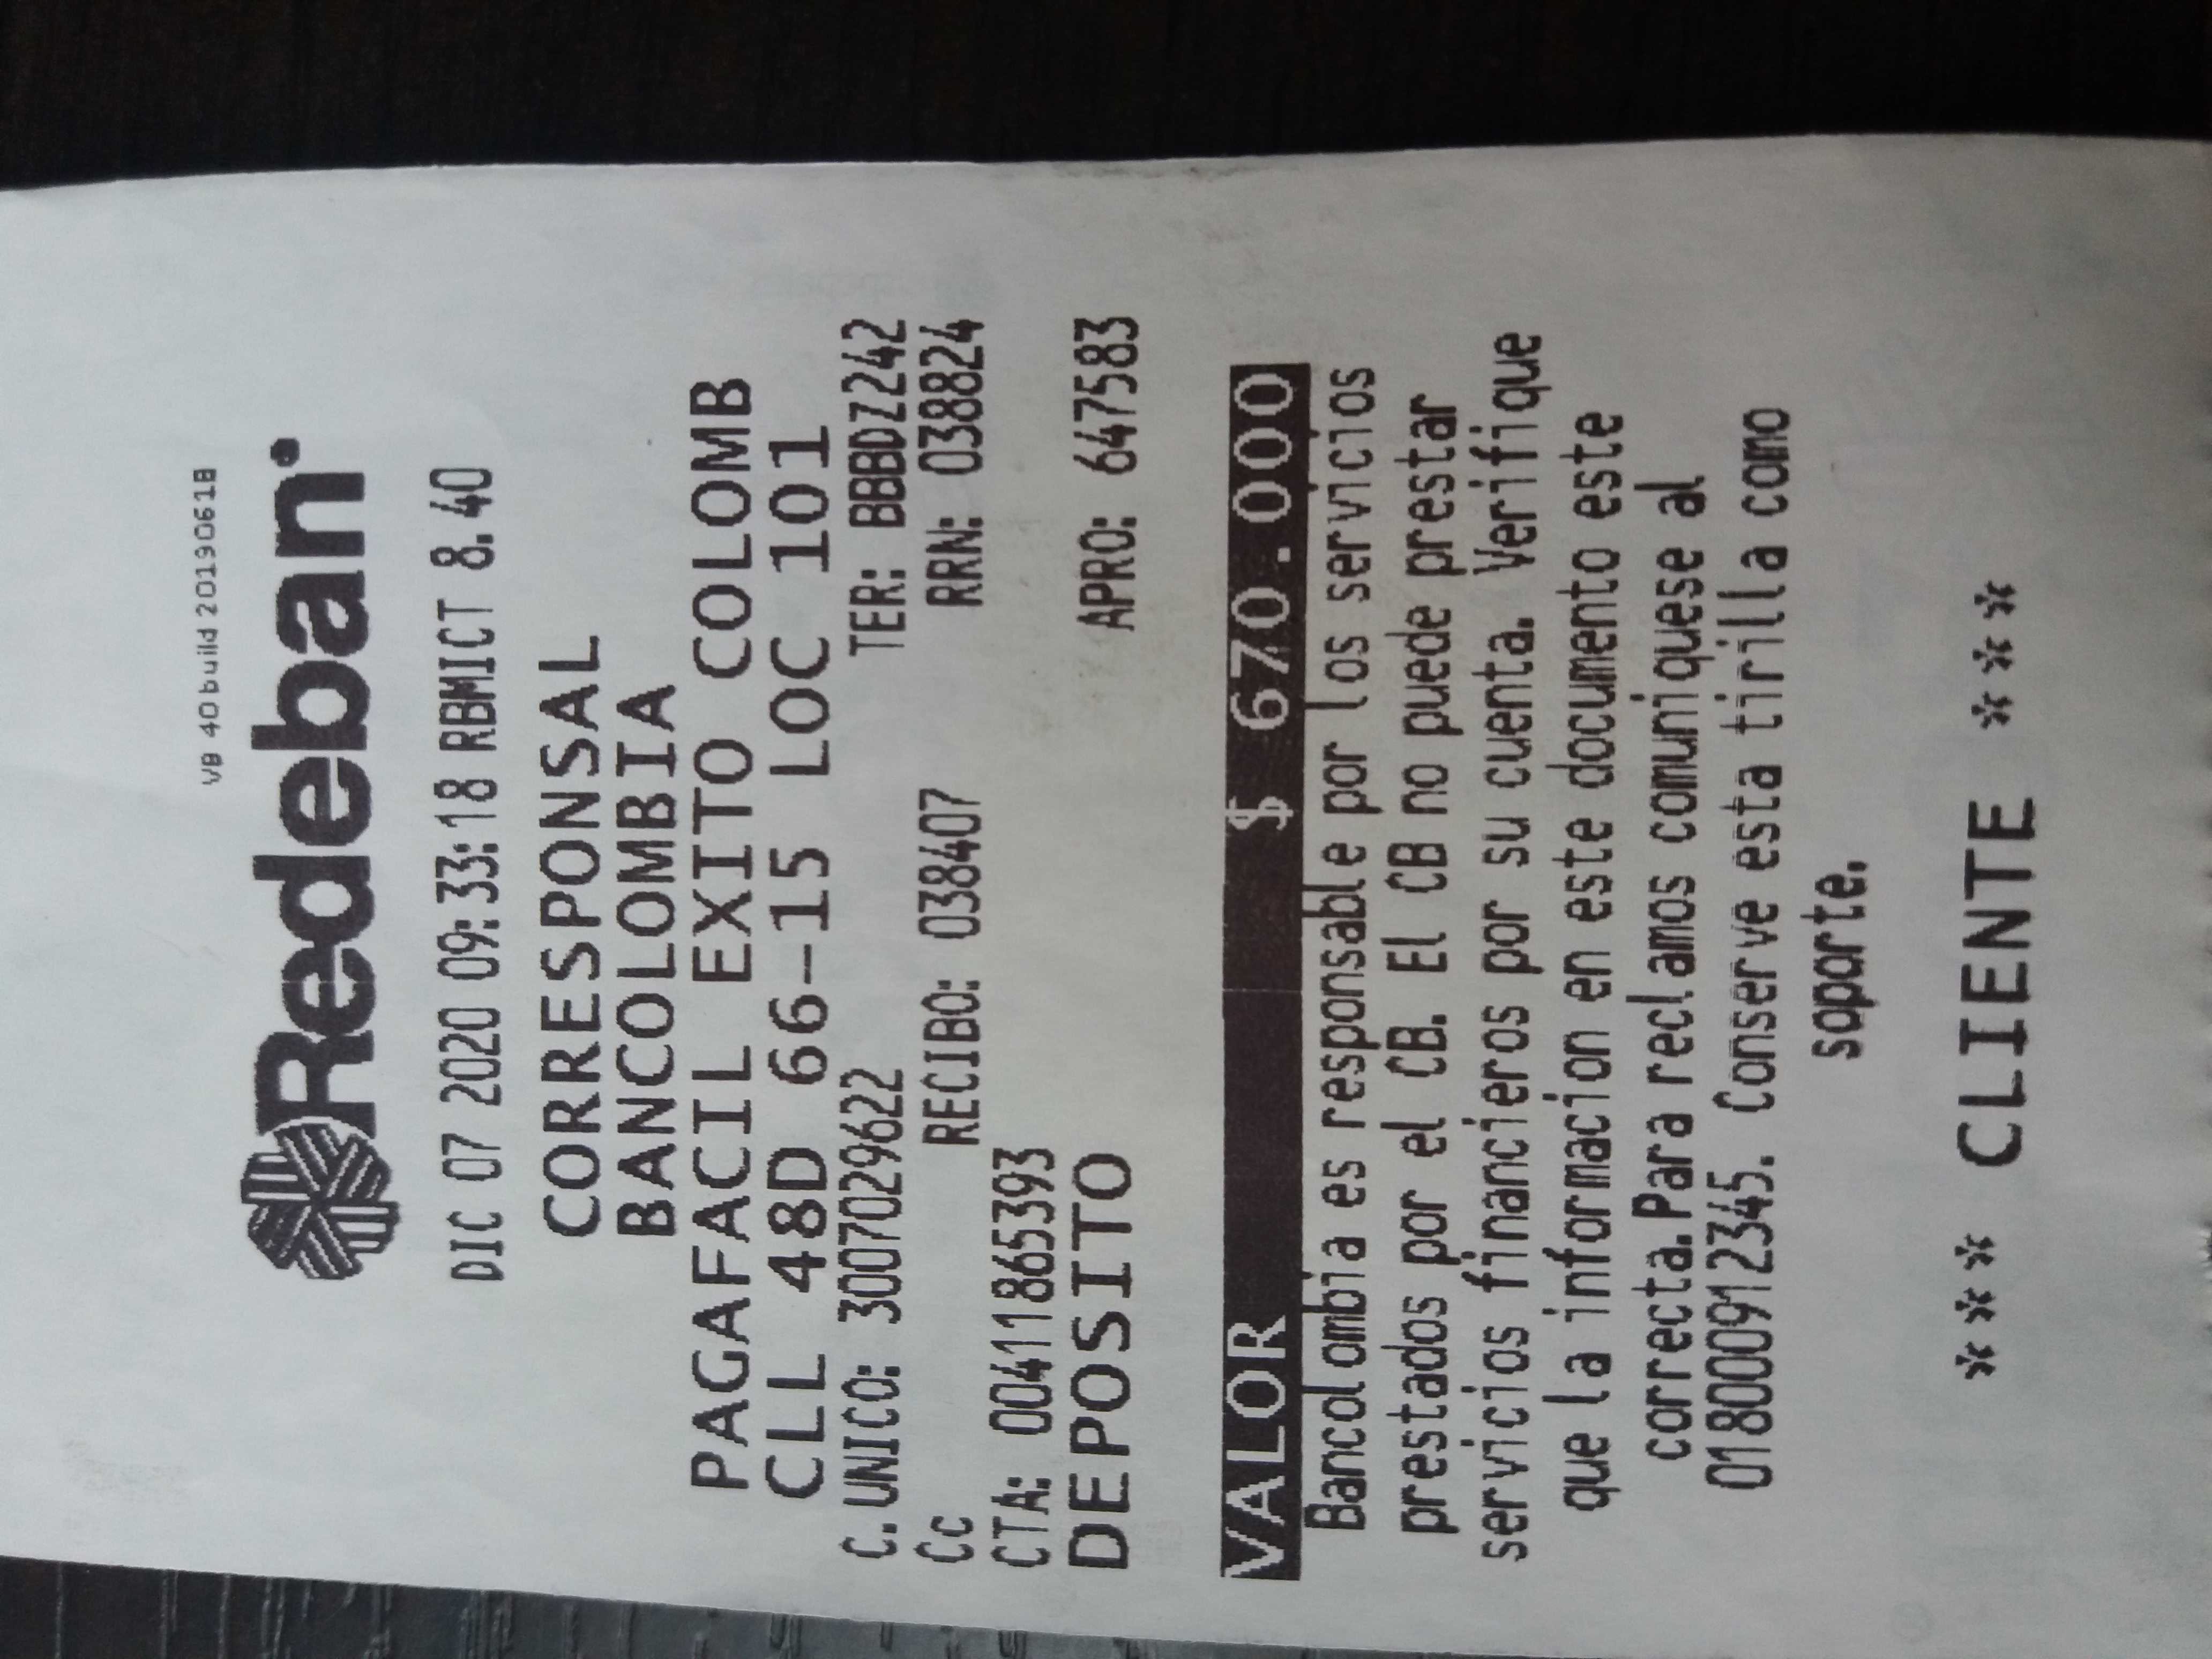 VB 40 build 20190618
Redeban
DIC 07 2020 09:33:18 RBMICT 8.40
CORRESPONSAL
BANCOLOMBIA
PAGAFACIL EXITO COLOMB
CLL 48D 66-15 LOC 101
C.UNICO: 3007029622 TER: BBBDZ242
Cc RECIBO: 038407 RRN: 038824
CTA: 00411865393
DEPOSITO APRO: 647583
VALOR $ 670.000
Bancolombia es responsable por los servicios
prestados por el CB. El CB no puede prestar
servicios financieros por su cuenta. Verifique
que la informacion en este documento este
correcta.Para reclamos comuniquese al
018000912345. Conserve esta tirilla como
soporte.
*** CLIENTE ***